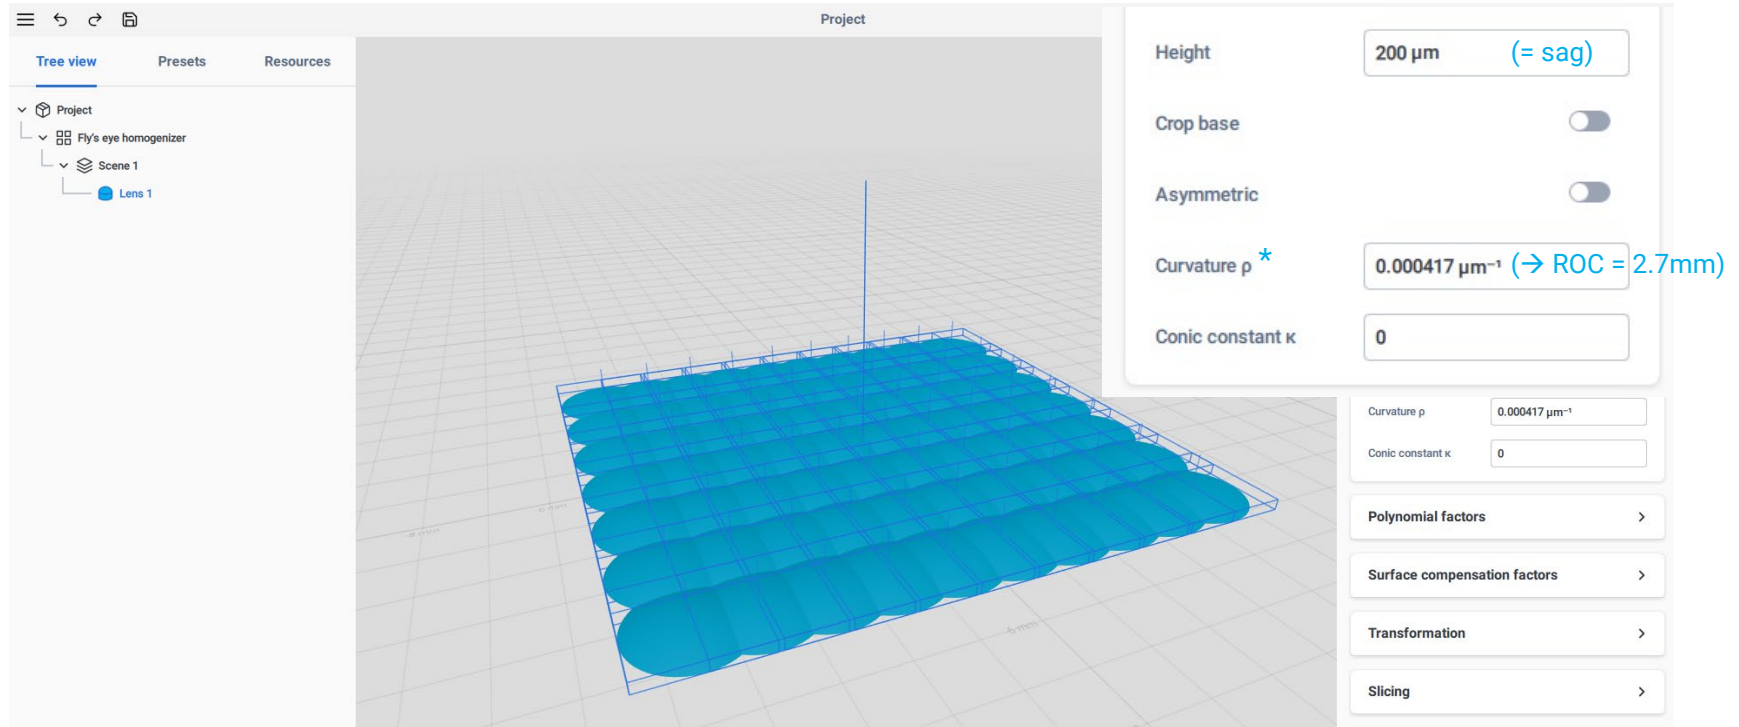 Project
Tree view Presets Resources
Project
Fly's eye homogenizer
Scene 1
Lens 1
Height 200 µm (= sag)
Crop base
Asymmetric
Curvature ρ * 0.000417 µm⁻¹ (→ ROC = 2.7mm)
Conic constant κ 0
Curvature ρ 0.000417 µm⁻¹
Conic constant κ 0
Polynomial factors
Surface compensation factors
Transformation
Slicing